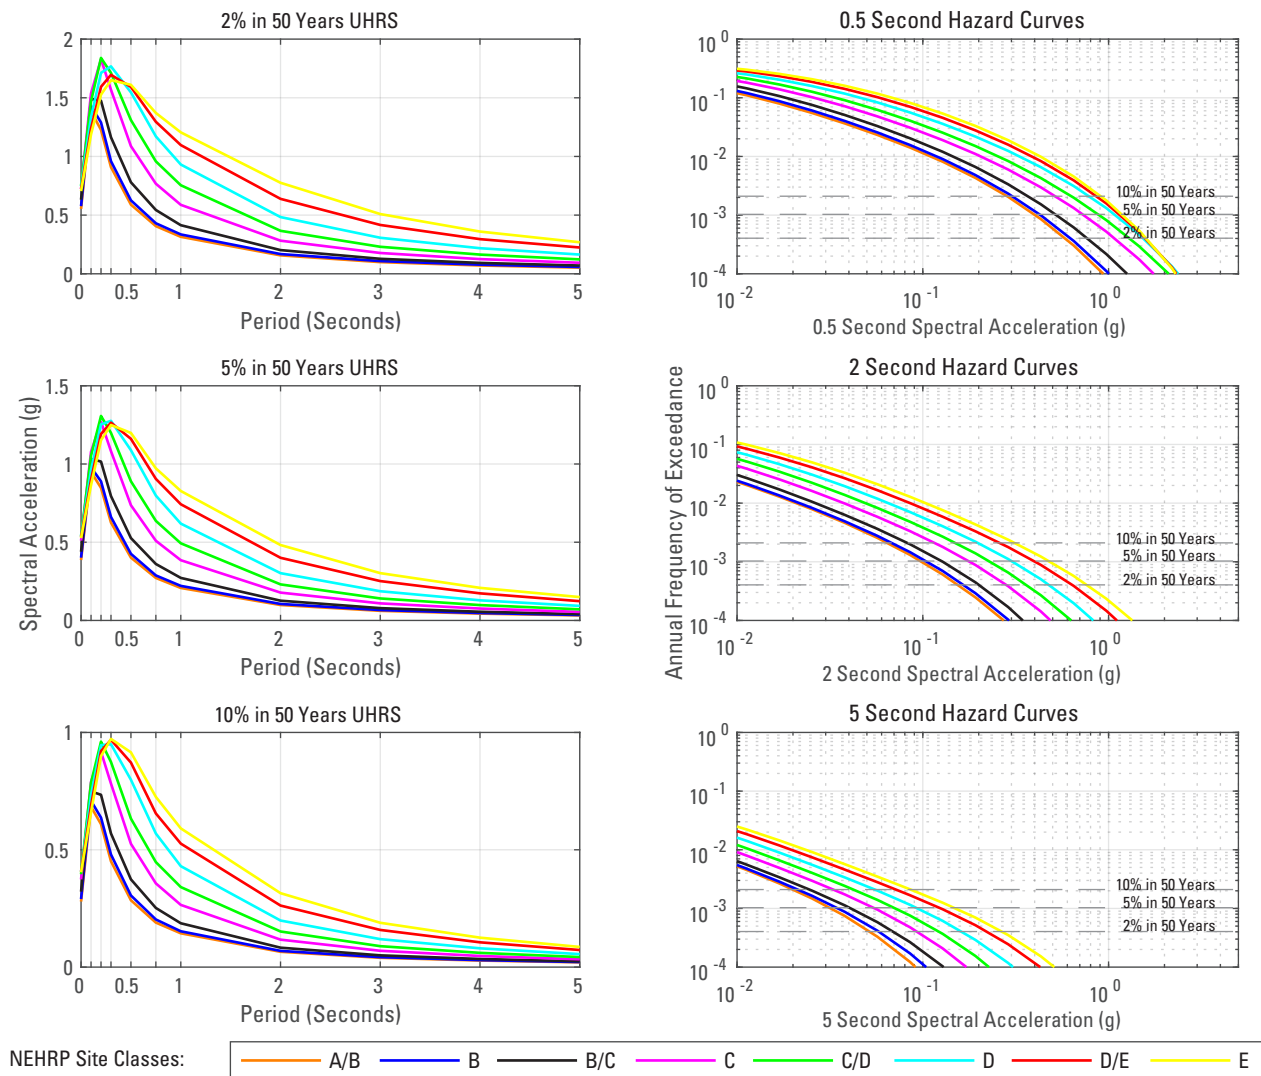 2% in 50 Years UHRS
2
1.5
1
0.5
0
0 0.5 1 2 3 4 5
Period (Seconds)
0.5 Second Hazard Curves
10^0
10^-1
10^-2
10^-3
10^-4
10% in 50 Years
5% in 50 Years
2% in 50 Years
10^-2 10^-1 10^0
0.5 Second Spectral Acceleration (g)
5% in 50 Years UHRS
Spectral Acceleration (g)
1.5
1
0.5
0
0 0.5 1 2 3 4 5
Period (Seconds)
2 Second Hazard Curves
Annual Frequency of Exceedance
10^0
10^-1
10^-2
10^-3
10^-4
10% in 50 Years
5% in 50 Years
2% in 50 Years
10^-2 10^-1 10^0
2 Second Spectral Acceleration (g)
10% in 50 Years UHRS
1
0.5
0
0 0.5 1 2 3 4 5
Period (Seconds)
5 Second Hazard Curves
10^0
10^-1
10^-2
10^-3
10^-4
10% in 50 Years
5% in 50 Years
2% in 50 Years
10^-2 10^-1 10^0
5 Second Spectral Acceleration (g)
NEHRP Site Classes: A/B B B/C C C/D D D/E E